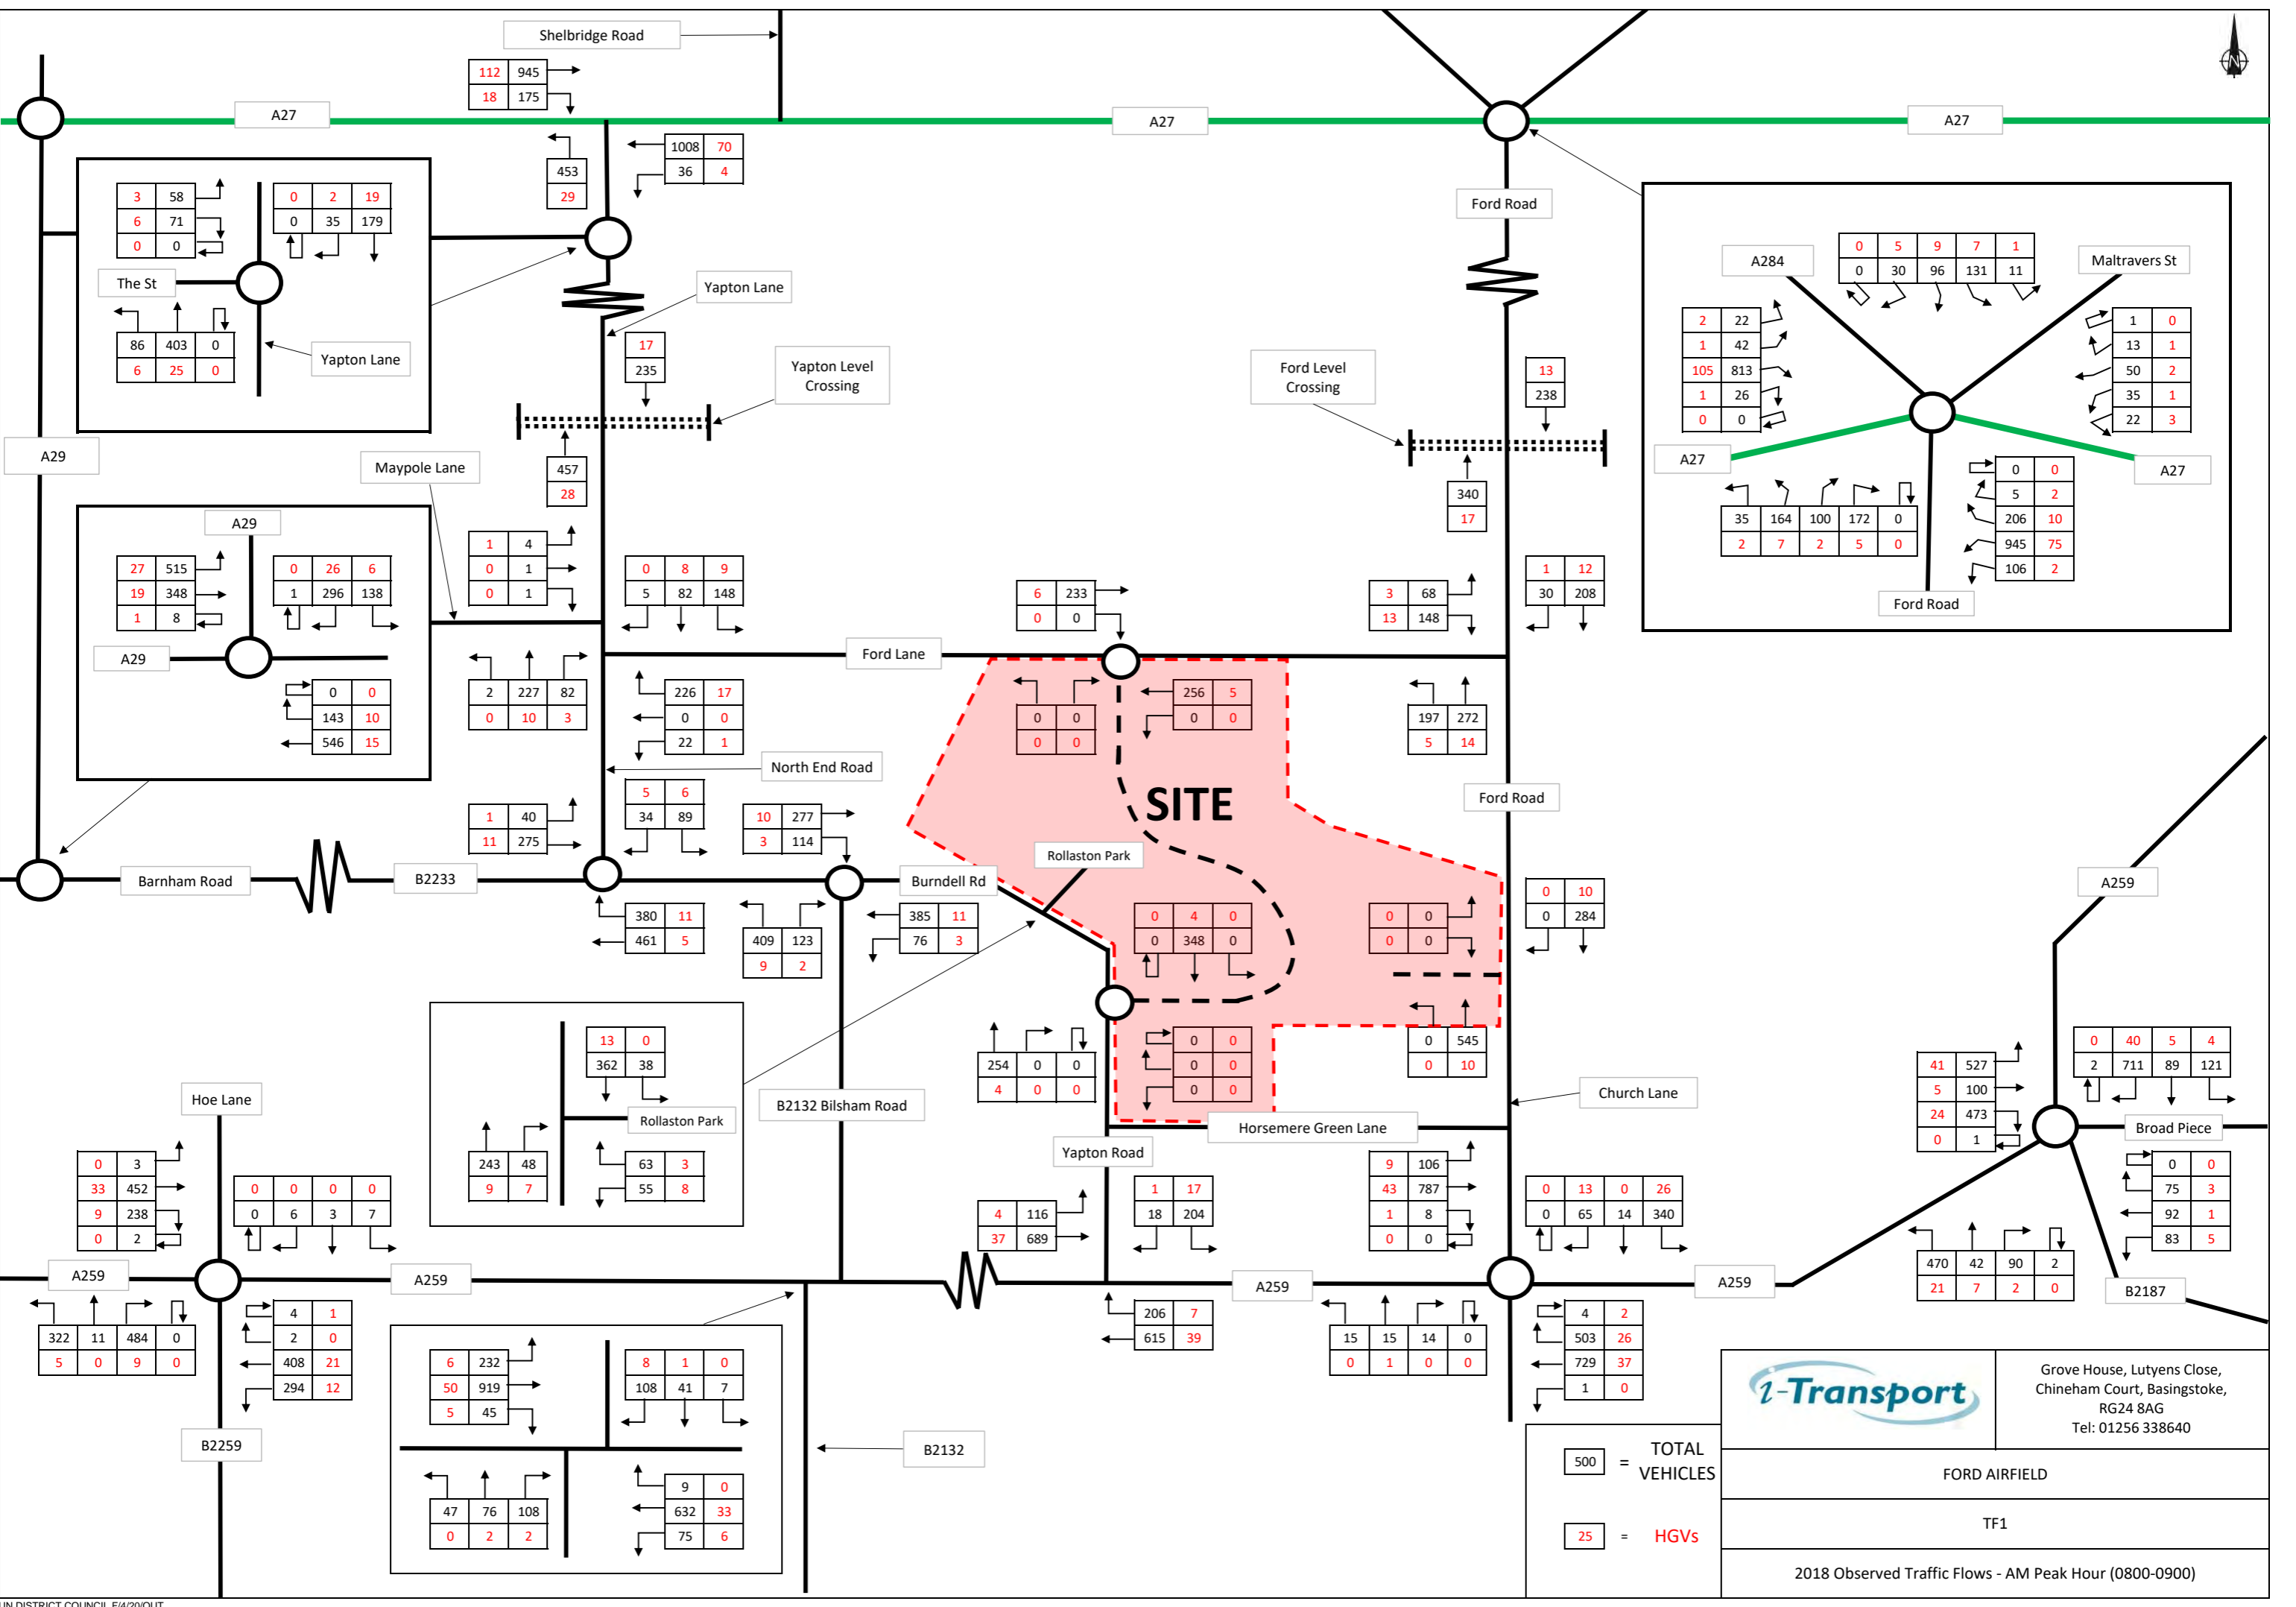 Shelbridge Road
112 945
18 175
A27
A27
A27
1008 70
36 4
453
29
3 58
6 71
0 0
0 2 19
0 35 179
The St
86 403 0
6 25 0
Yapton Lane
Yapton Lane
17
235
Yapton Level
Crossing
457
28
Ford Road
Ford Level
Crossing
13
238
340
17
A284
0 5 9 7 1
0 30 96 131 11
Maltravers St
2 22
1 42
105 813
1 26
0 0
1 0
13 1
50 2
35 1
22 3
A27
A27
35 164 100 172 0
2 7 2 5 0
0 0
5 2
206 10
945 75
106 2
Ford Road
A29
Maypole Lane
A29
27 515
19 348
1 8
0 26 6
1 296 138
A29
0 0
143 10
546 15
1 4
0 1
0 1
0 8 9
5 82 148
2 227 82
0 10 3
226 17
0 0
22 1
6 233
0 0
Ford Lane
3 68
13 148
1 12
30 208
0 0
0 0
256 5
0 0
197 272
5 14
North End Road
SITE
Ford Road
1 40
11 275
5 6
34 89
10 277
3 114
Rollaston Park
Barnham Road
B2233
Burndell Rd
380 11
461 5
409 123
9 2
385 11
76 3
0 4 0
0 348 0
0 0
0 0
0 10
0 284
A259
254 0 0
4 0 0
0 0
0 0
0 0
0 545
0 10
13 0
362 38
Rollaston Park
243 48
9 7
63 3
55 8
B2132 Bilsham Road
Church Lane
Horsemere Green Lane
Yapton Road
41 527
5 100
24 473
0 1
0 40 5 4
2 711 89 121
Broad Piece
0 0
75 3
92 1
83 5
470 42 90 2
21 7 2 0
B2187
Hoe Lane
0 3
33 452
9 238
0 2
0 0 0 0
0 6 3 7
A259
A259
322 11 484 0
5 0 9 0
4 1
2 0
408 21
294 12
B2259
4 116
37 689
1 17
18 204
9 106
43 787
1 8
0 0
0 13 0 26
0 65 14 340
A259
A259
206 7
615 39
15 15 14 0
0 1 0 0
4 2
503 26
729 37
1 0
6 232
50 919
5 45
8 1 0
108 41 7
47 76 108
0 2 2
9 0
632 33
75 6
B2132
500 = TOTAL
VEHICLES
25 = HGVs
i-Transport
Grove House, Lutyens Close,
Chineham Court, Basingstoke,
RG24 8AG
Tel: 01256 338640
FORD AIRFIELD
TF1
2018 Observed Traffic Flows - AM Peak Hour (0800-0900)
UN DISTRICT COUNCIL F/4/20/OUT
N